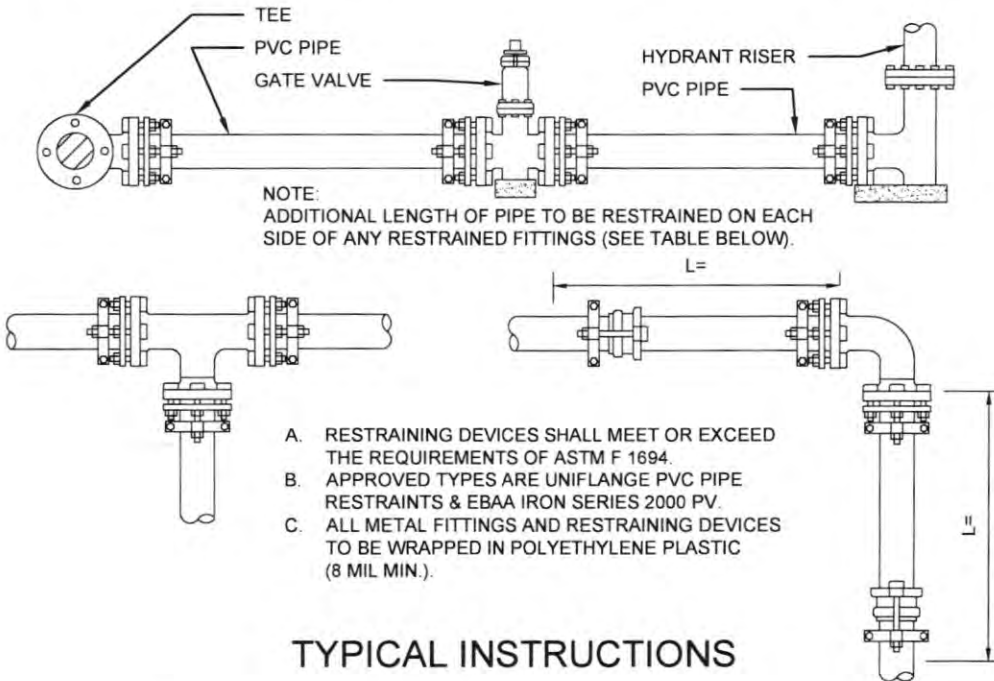 TEE
PVC PIPE
GATE VALVE
HYDRANT RISER
PVC PIPE
NOTE:
ADDITIONAL LENGTH OF PIPE TO BE RESTRAINED ON EACH
SIDE OF ANY RESTRAINED FITTINGS (SEE TABLE BELOW).
L=
A. RESTRAINING DEVICES SHALL MEET OR EXCEED
THE REQUIREMENTS OF ASTM F 1694.
B. APPROVED TYPES ARE UNIFLANGE PVC PIPE
RESTRAINTS & EBAA IRON SERIES 2000 PV.
C. ALL METAL FITTINGS AND RESTRAINING DEVICES
TO BE WRAPPED IN POLYETHYLENE PLASTIC
(8 MIL MIN.).
L=
TYPICAL INSTRUCTIONS